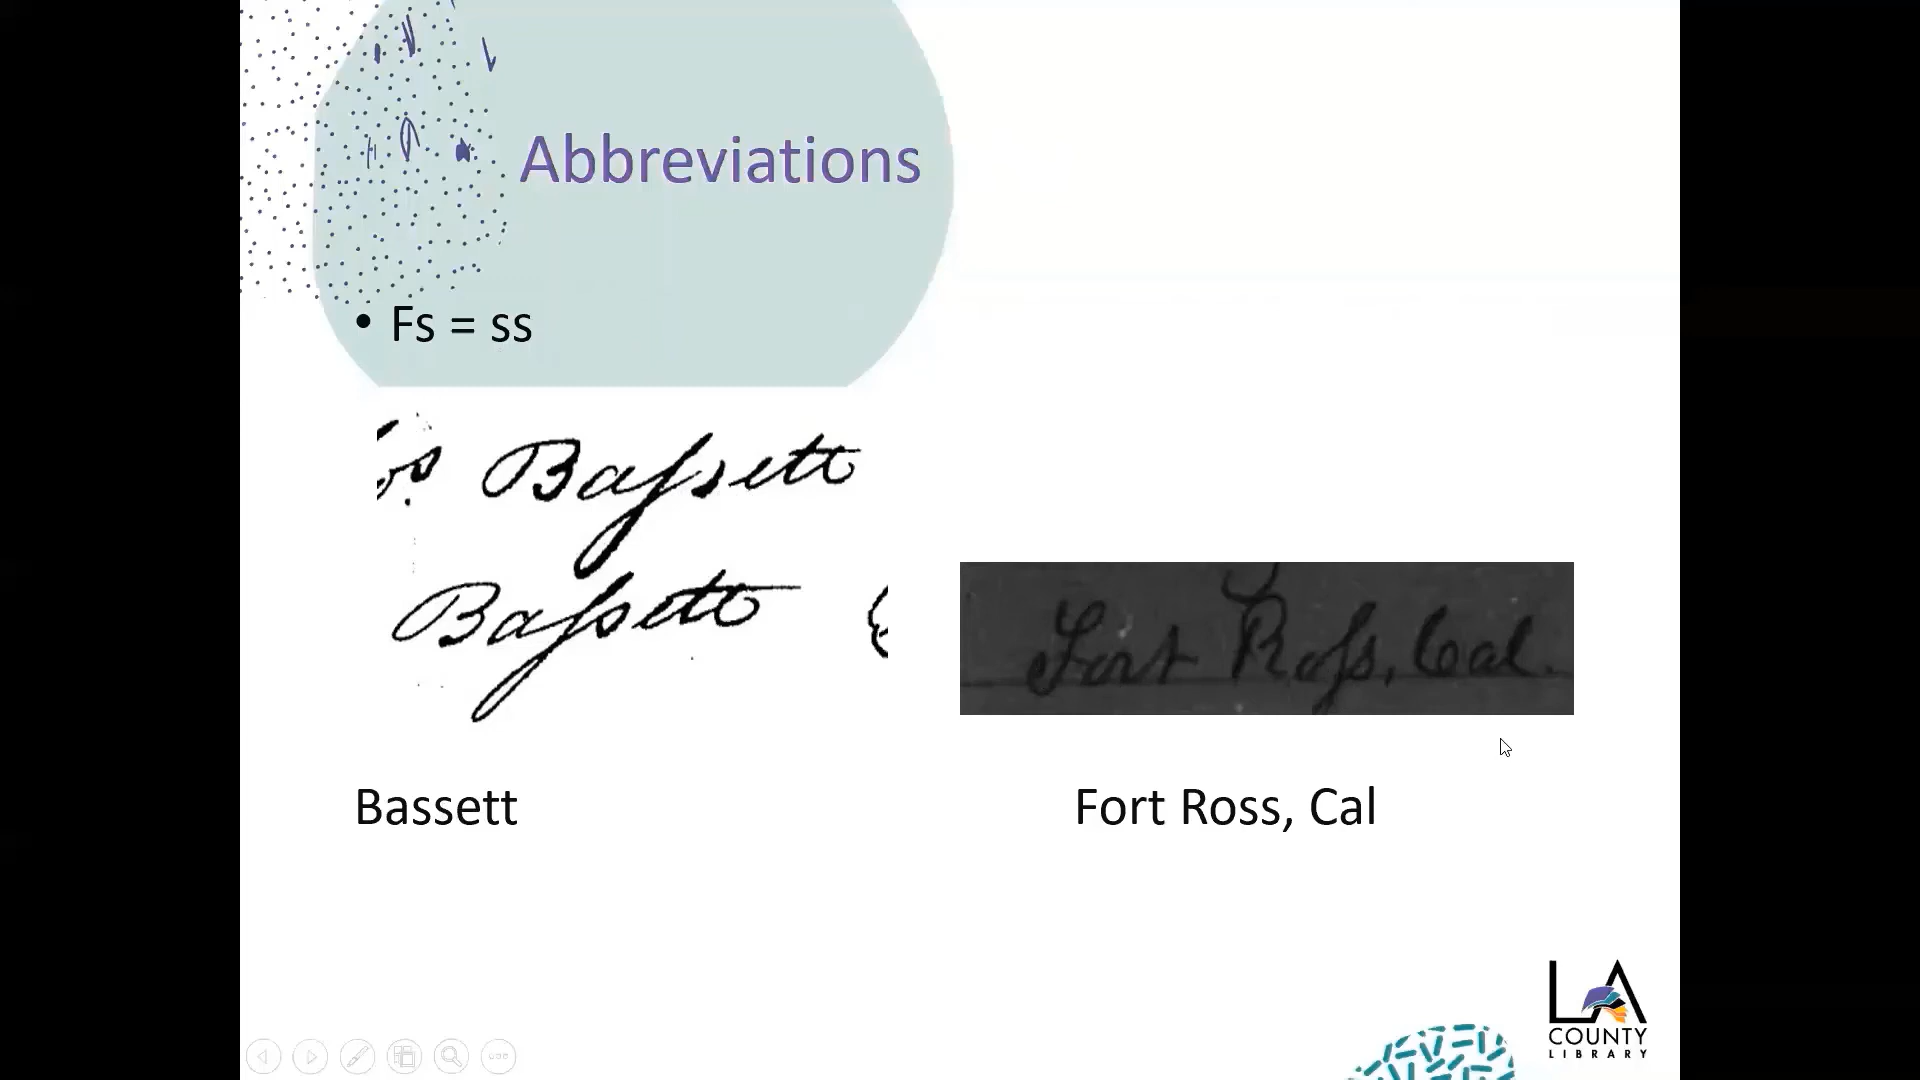 Abbreviations
• Fs = ss
Baſsett
Baſsett
Fort Roſs, Cal.
Bassett
Fort Ross, Cal
LA
COUNTY
LIBRARY